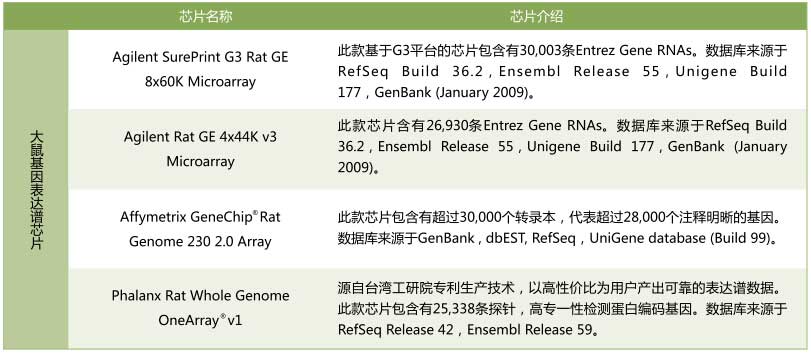 芯片名称
芯片介绍
大鼠基因表达谱芯片
Agilent SurePrint G3 Rat GE
8x60K Microarray
此款基于G3平台的芯片包含有30,003条Entrez Gene RNAs。数据库来源于
RefSeq Build 36.2，Ensembl Release 55，Unigene Build
177，GenBank (January 2009)。
Agilent Rat GE 4x44K v3
Microarray
此款芯片含有26,930条Entrez Gene RNAs。数据库来源于RefSeq Build
36.2，Ensembl Release 55，Unigene Build 177，GenBank (January
2009)。
Affymetrix GeneChip® Rat
Genome 230 2.0 Array
此款芯片包含有超过30,000个转录本，代表超过28,000个注释明晰的基因。
数据库来源于GenBank , dbEST, RefSeq，UniGene database (Build 99)。
Phalanx Rat Whole Genome
OneArray® v1
源自台湾工研院专利生产技术，以高性价比为用户产出可靠的表达谱数据。
此款芯片包含有25,338条探针，高专一性检测蛋白编码基因。数据库来源于
RefSeq Release 42，Ensembl Release 59。